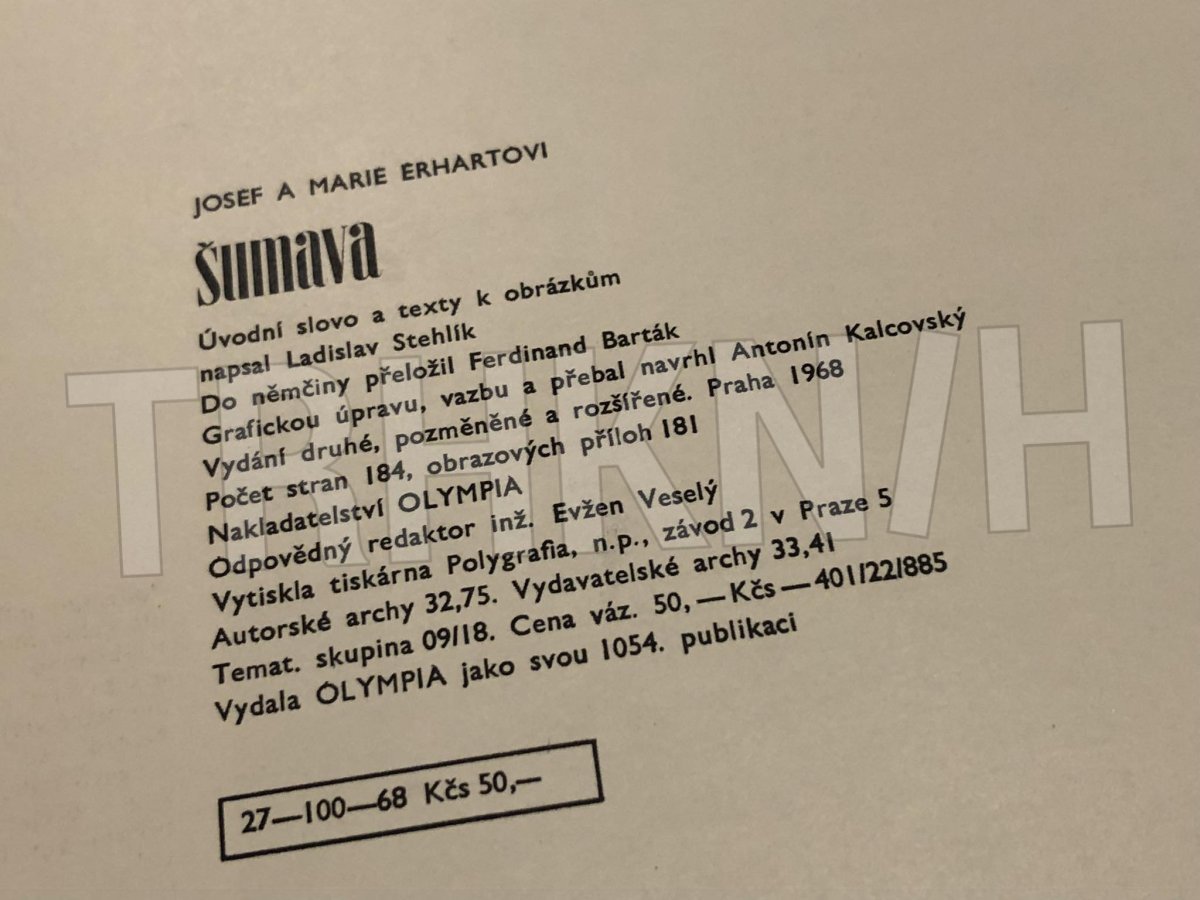 JOSEF A MARIE ERHARTOVI
Šumava
Úvodní slovo a texty k obrázkům
napsal Ladislav Stehlík
Do němčiny přeložil Ferdinand Barták
Grafickou úpravu, vazbu a přebal navrhl Antonín Kalcovský
Vydání druhé, pozměněné a rozšířené. Praha 1968
Počet stran 184, obrazových příloh 181
Nakladatelství OLYMPIA
Odpovědný redaktor inž. Evžen Veselý
Vytiskla tiskárna Polygrafia, n.p., závod 2 v Praze 5
Autorské archy 32,75. Vydavatelské archy 33,41
Temat. skupina 09/18. Cena váz. 50,—Kčs—401/22/885
Vydala OLYMPIA jako svou 1054. publikaci
27—100—68 Kčs 50,—
TRHKNIH